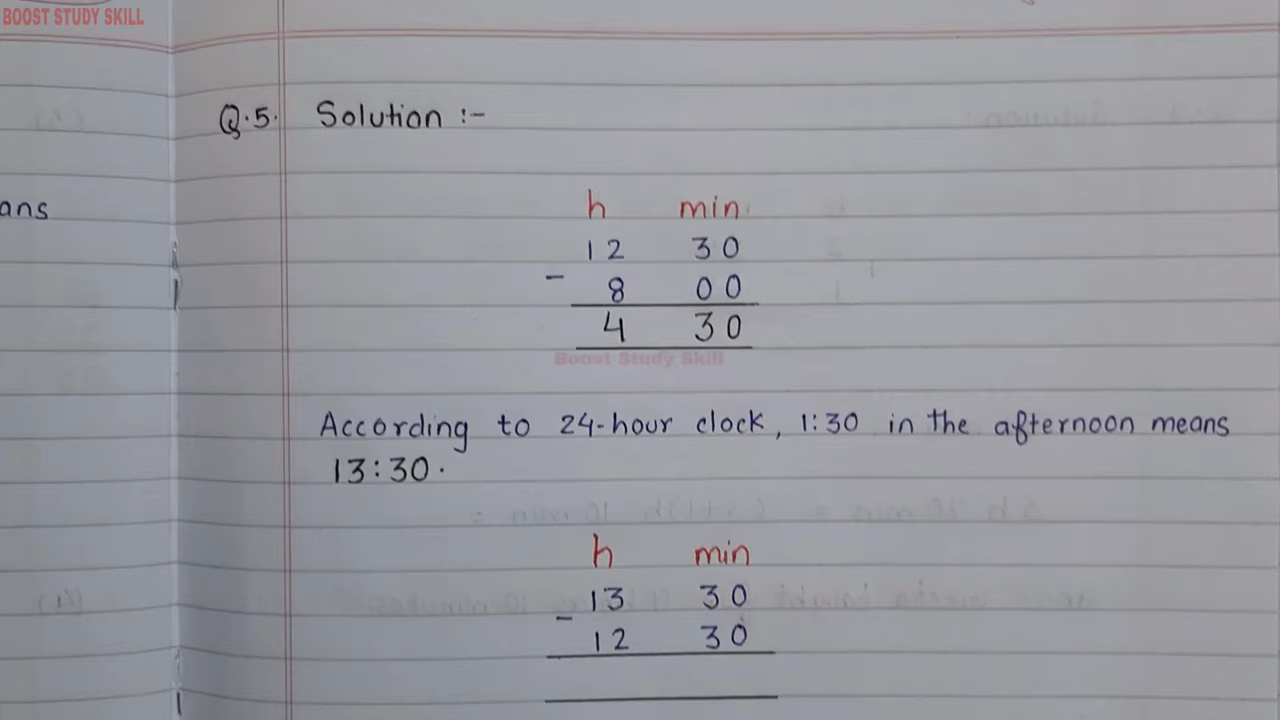 BOOST STUDY SKILL
Q.5. Solution :-
ans
h min
12 30
- 8 00
4 30
Boost Study Skill
According to 24-hour clock, 1:30 in the afternoon means
13:30.
h min
13 30
- 12 30